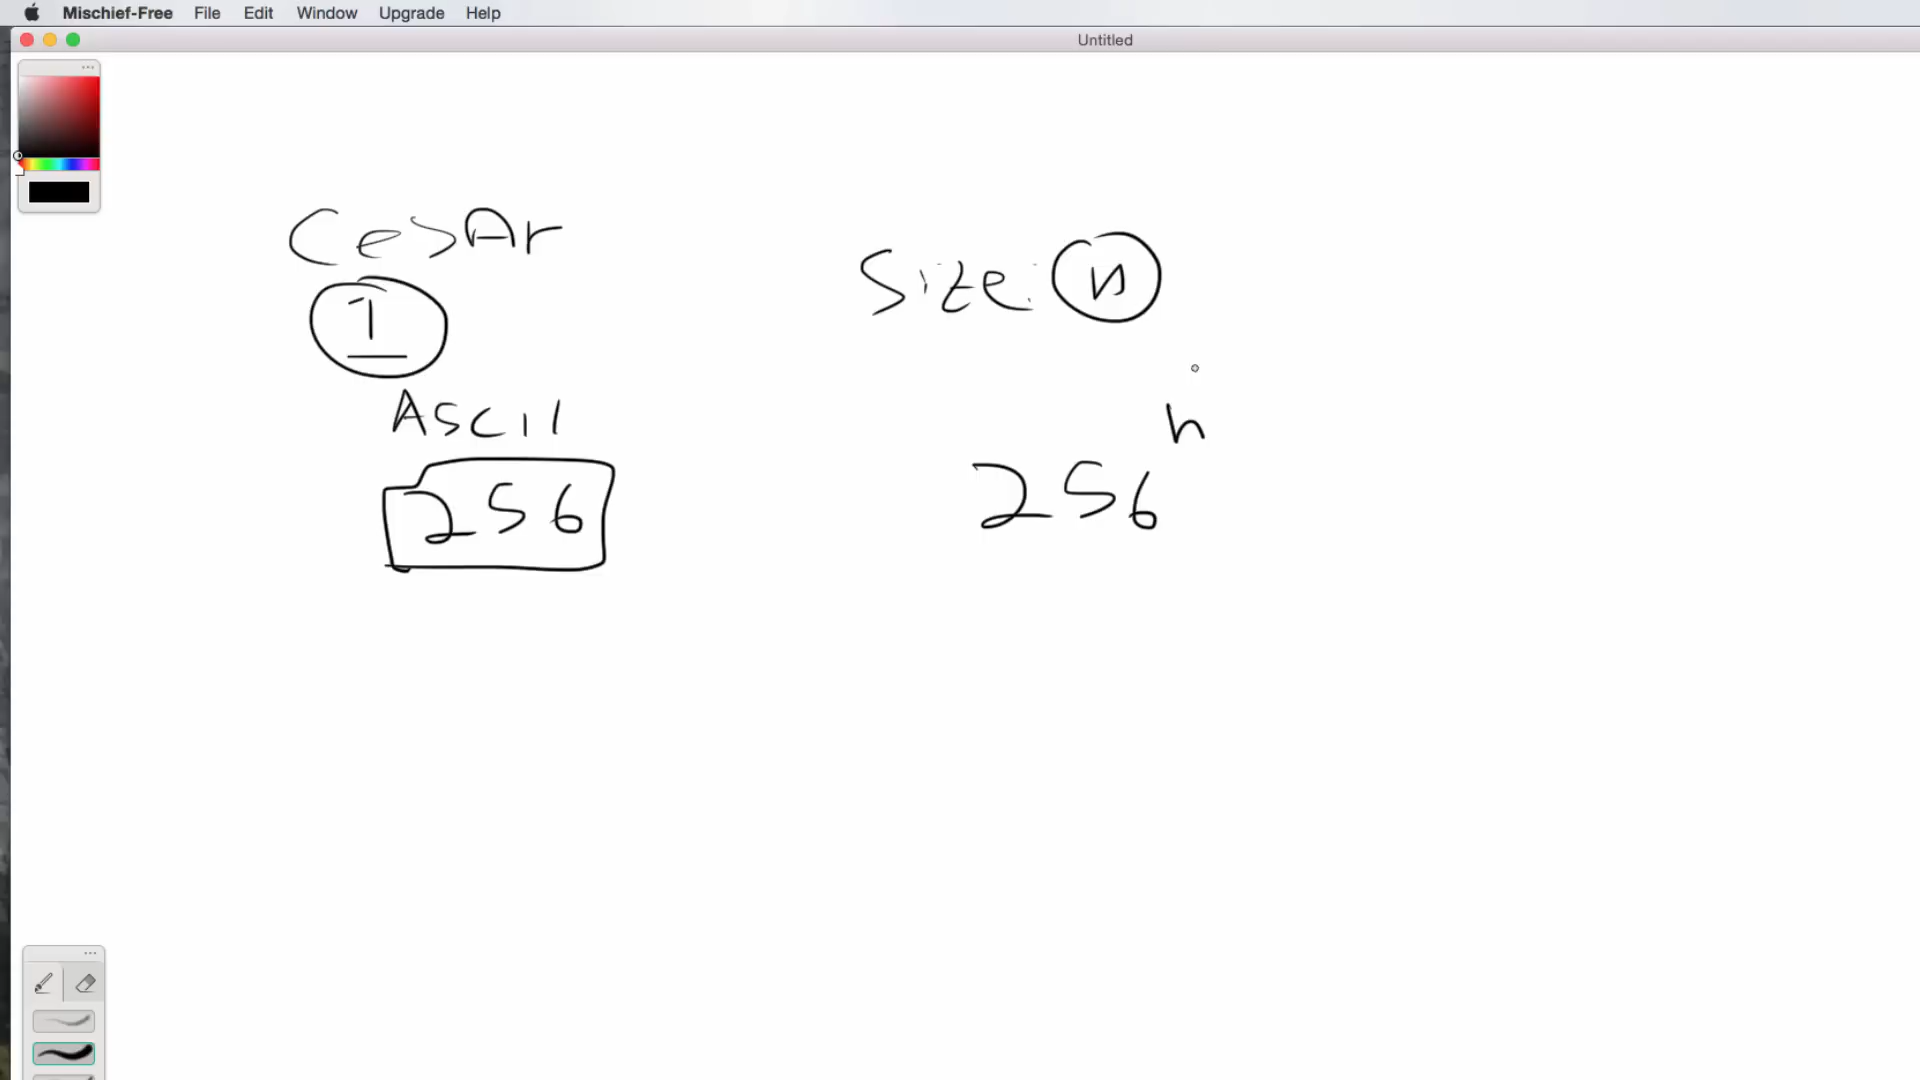 Mischief-Free File Edit Window Upgrade Help
Untitled
CesAr
1
ASCII
256
Size: n
256^n